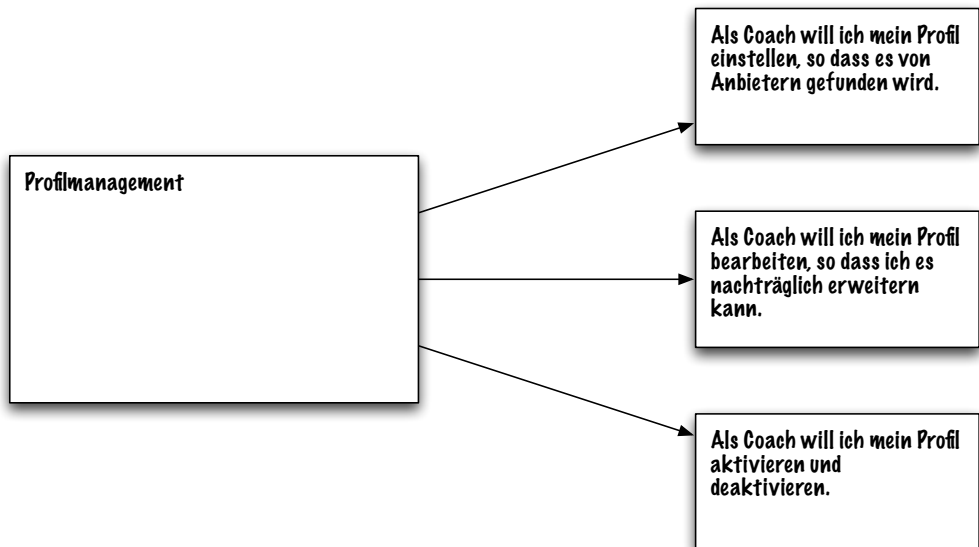 Als Coach will ich mein Profil
einstellen, so dass es von
Anbietern gefunden wird.
Profilmanagement
Als Coach will ich mein Profil
bearbeiten, so dass ich es
nachträglich erweitern
kann.
Als Coach will ich mein Profil
aktivieren und
deaktivieren.